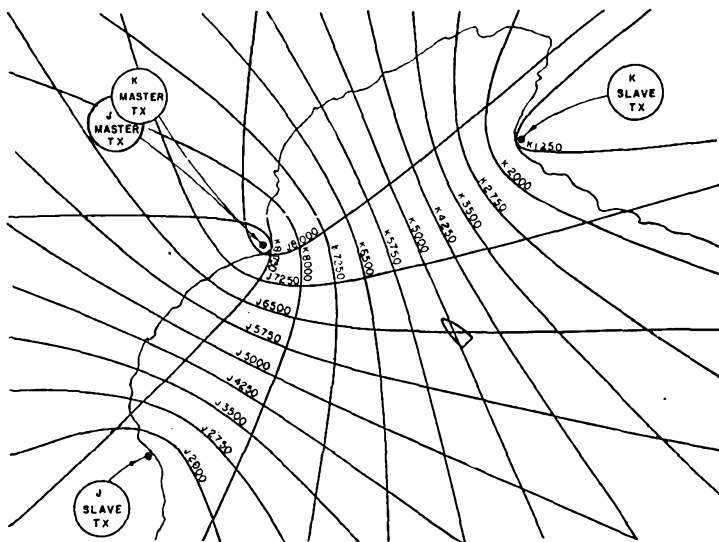 K
MASTER
TX
J
MASTER
TX
K
SLAVE
TX
K1250
K2000
K2750
K3500
K4250
K5000
K5750
K6500
K7250
K8000
J8000
J7250
J6500
J5750
J5000
J4250
J3500
J2750
J2000
J
SLAVE
TX